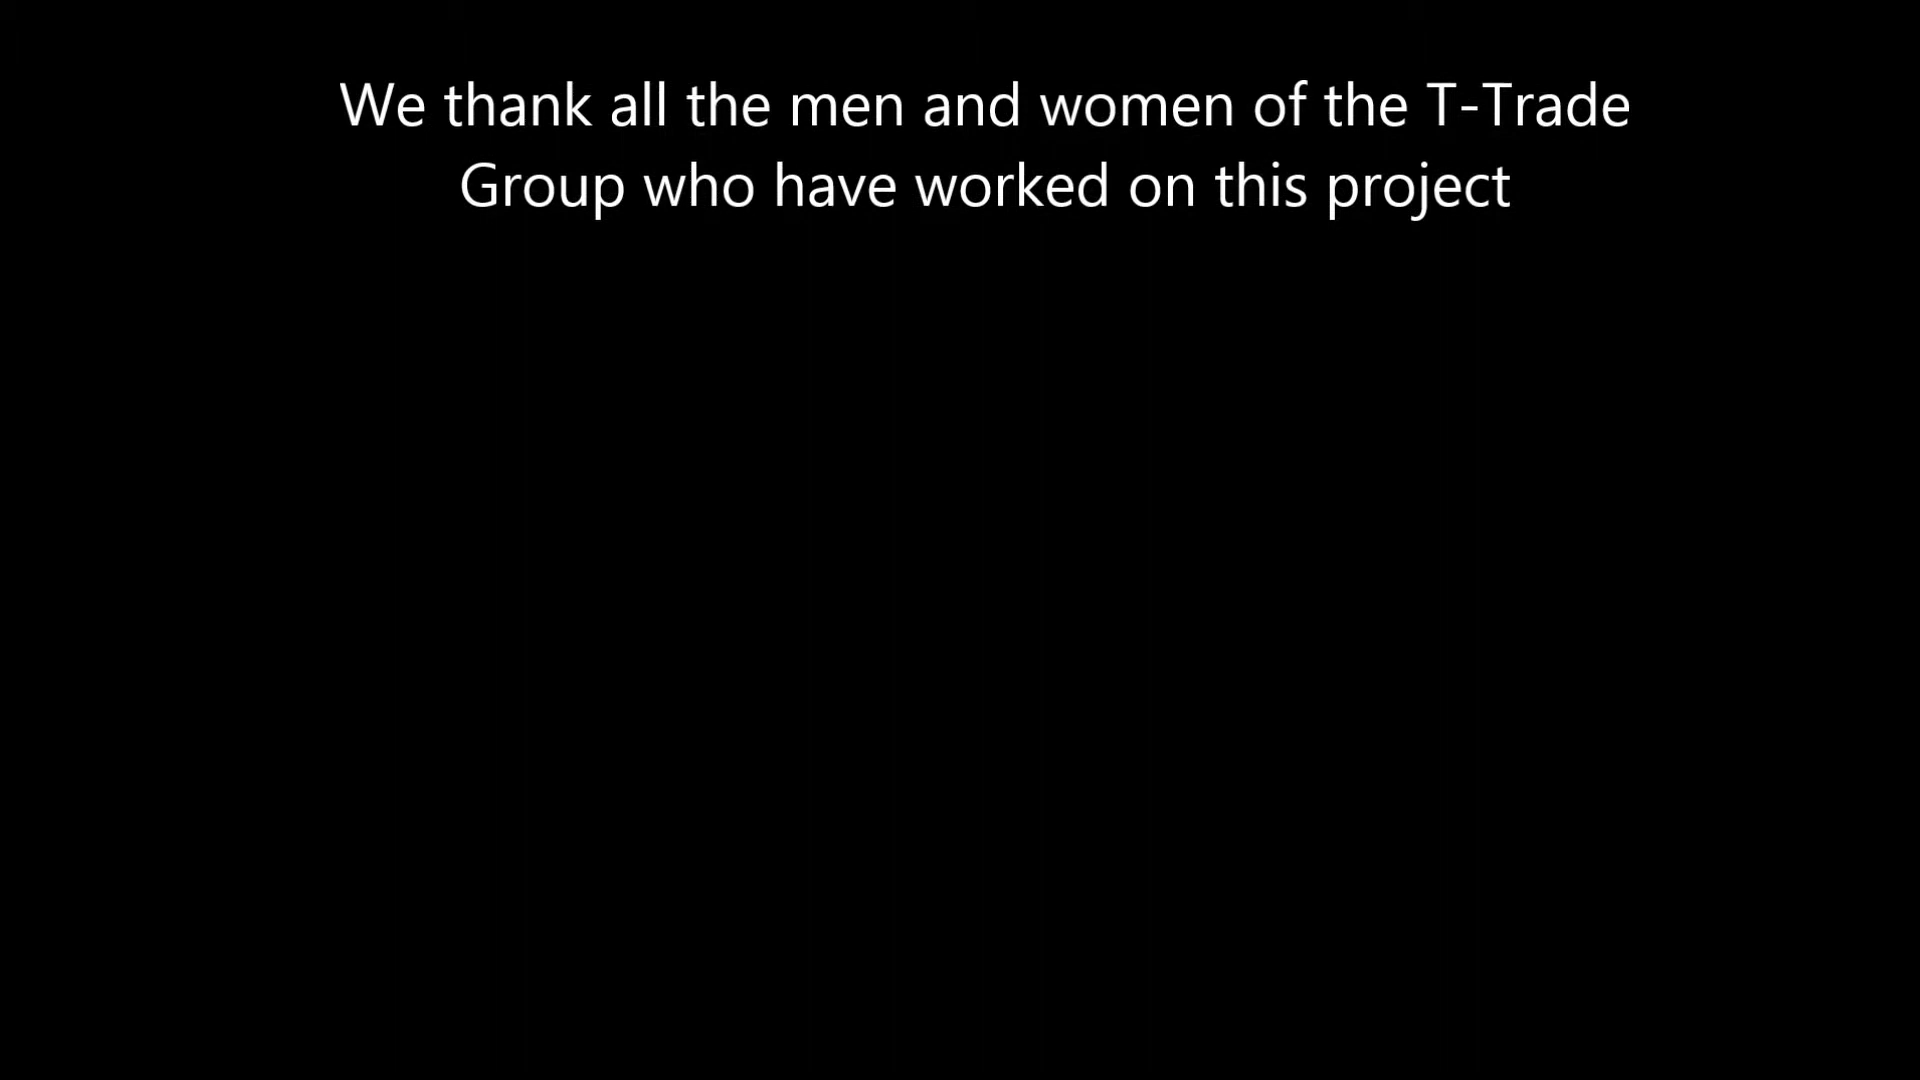 We thank all the men and women of the T-Trade
Group who have worked on this project